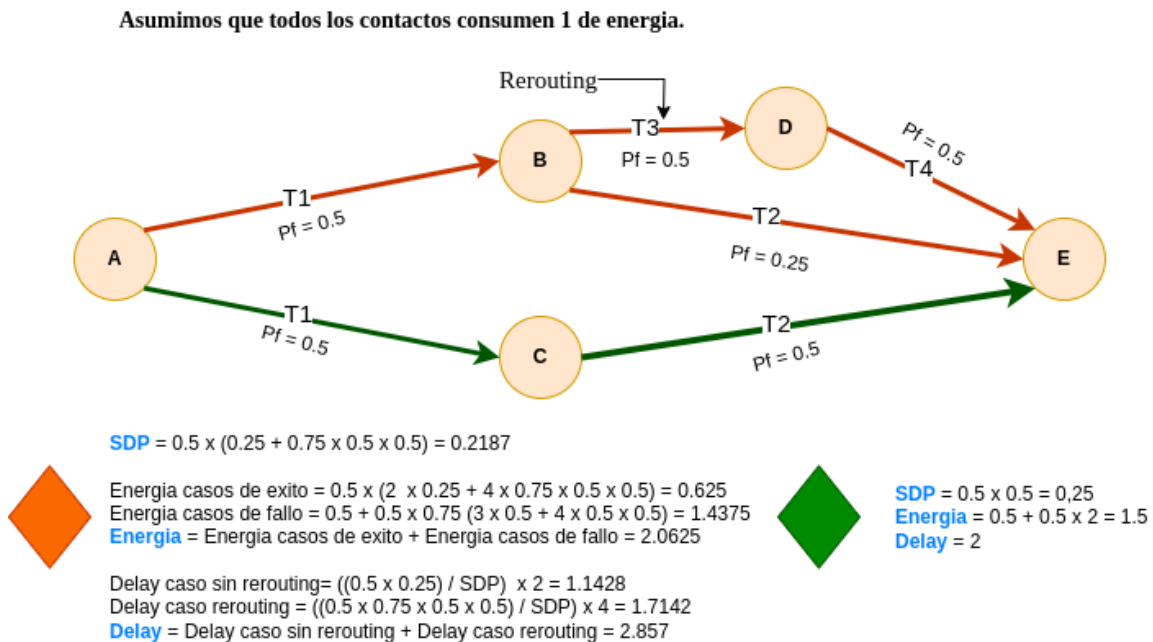 Asumimos que todos los contactos consumen 1 de energia.
Rerouting
T3
D
Pf = 0.5
B
Pf = 0.5
T4
T1
Pf = 0.5
T2
Pf = 0.25
A
E
T1
Pf = 0.5
C
T2
Pf = 0.5
SDP = 0.5 x (0.25 + 0.75 x 0.5 x 0.5) = 0.2187
Energia casos de exito = 0.5 x (2 x 0.25 + 4 x 0.75 x 0.5 x 0.5) = 0.625
Energia casos de fallo = 0.5 + 0.5 x 0.75 (3 x 0.5 + 4 x 0.5 x 0.5) = 1.4375
Energia = Energia casos de exito + Energia casos de fallo = 2.0625
Delay caso sin rerouting= ((0.5 x 0.25) / SDP) x 2 = 1.1428
Delay caso rerouting = ((0.5 x 0.75 x 0.5 x 0.5) / SDP) x 4 = 1.7142
Delay = Delay caso sin rerouting + Delay caso rerouting = 2.857
SDP = 0.5 x 0.5 = 0,25
Energia = 0.5 + 0.5 x 2 = 1.5
Delay = 2